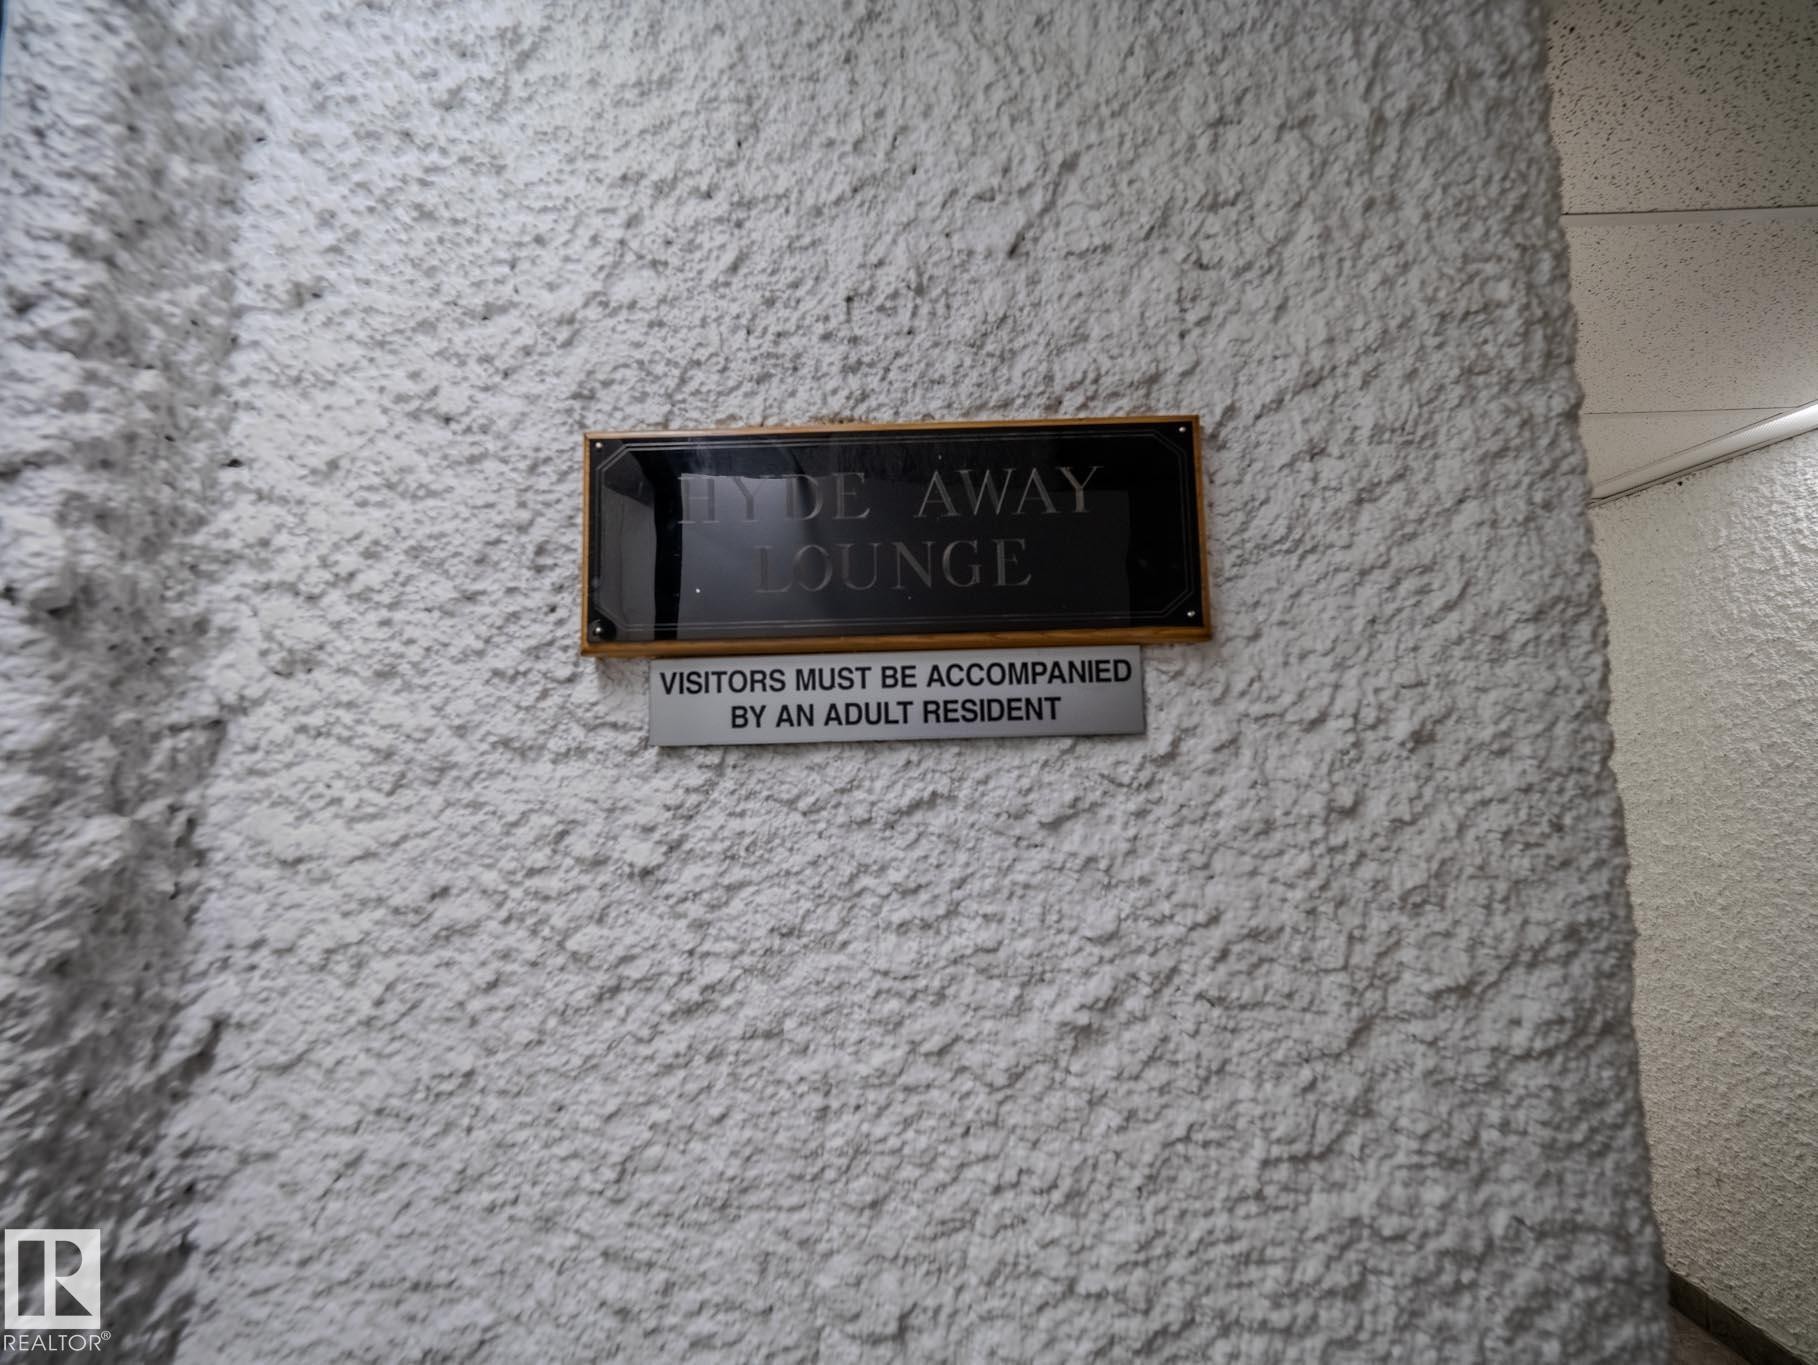 HYDE AWAY
LOUNGE
VISITORS MUST BE ACCOMPANIED
BY AN ADULT RESIDENT
REALTOR®